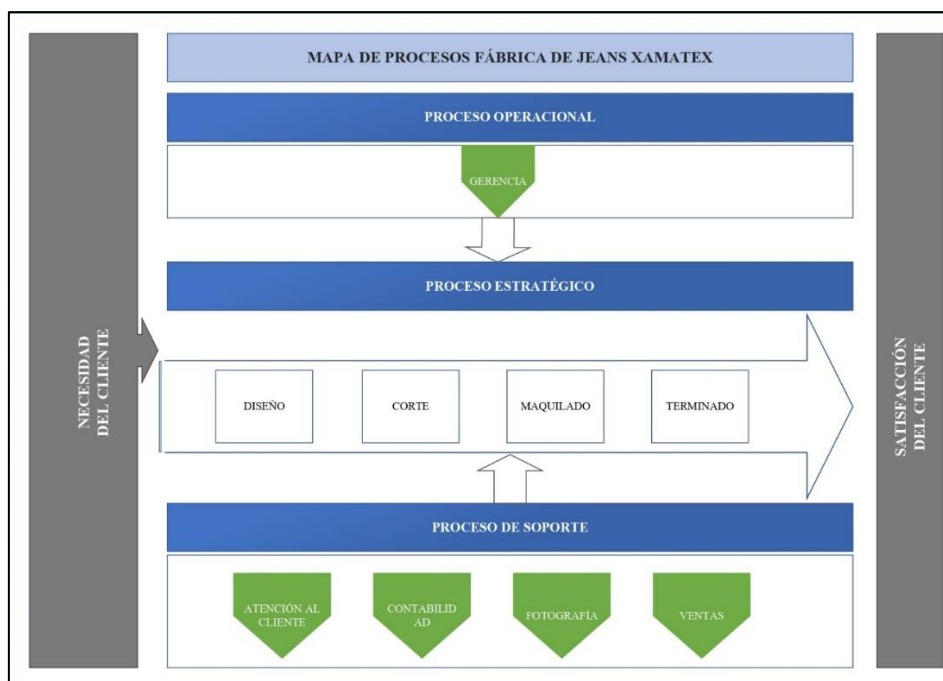 MAPA DE PROCESOS FÁBRICA DE JEANS XAMATEX
PROCESO OPERACIONAL
GERENCIA
PROCESO ESTRATÉGICO
NECESIDAD
DEL CLIENTE
DISEÑO
CORTE
MAQUILADO
TERMINADO
SATISFACCIÓN
DEL CLIENTE
PROCESO DE SOPORTE
ATENCIÓN AL
CLIENTE
CONTABILID
AD
FOTOGRAFÍA
VENTAS